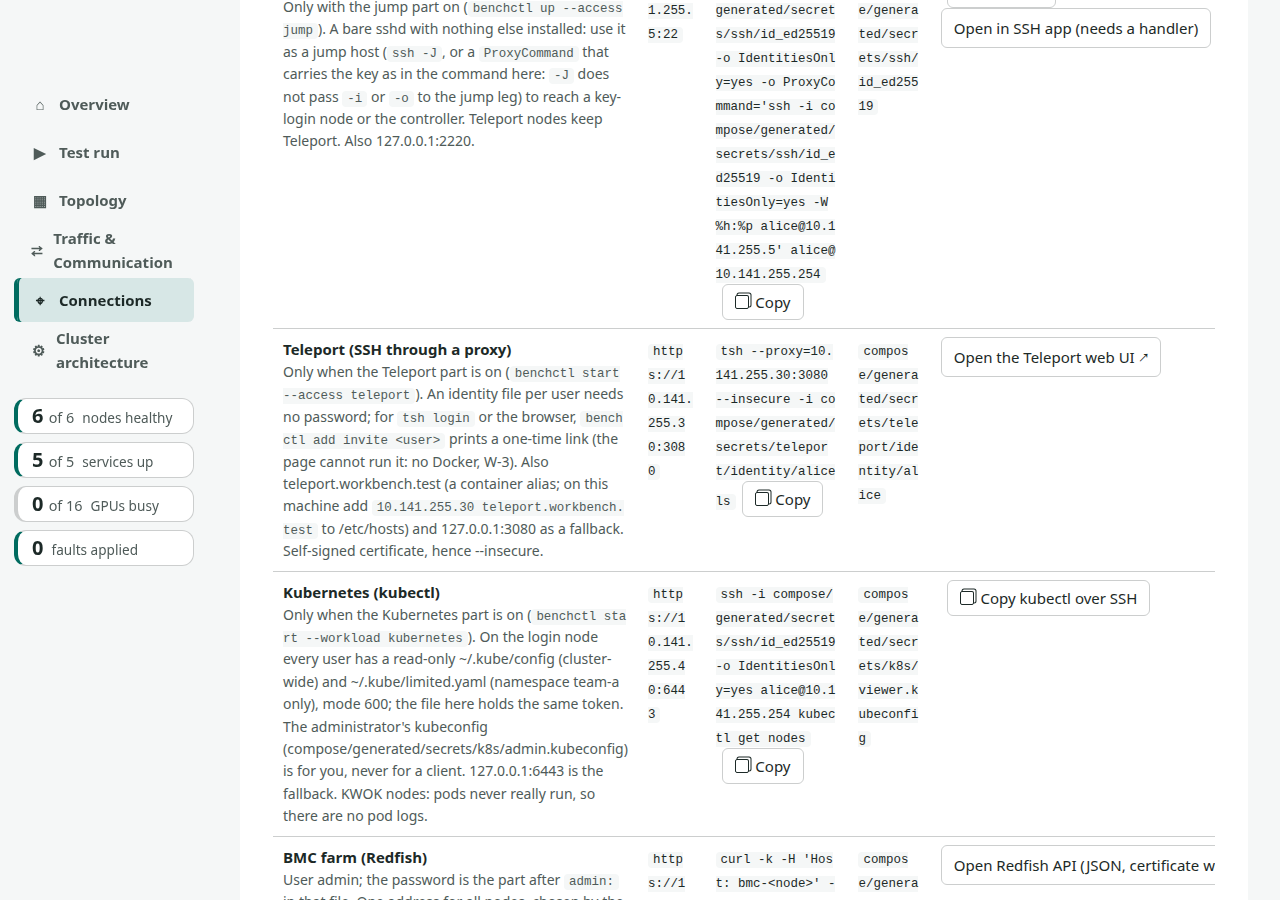 Overview
Test run
Topology
Traffic &
Communication
Connections
Cluster
architecture
6 of 6 nodes healthy
5 of 5 services up
0 of 16 GPUs busy
0 faults applied
Only with the jump part on ( benchctl up --access
jump ). A bare sshd with nothing else installed: use it
as a jump host ( ssh -J , or a ProxyCommand that
carries the key as in the command here: -J does
not pass -i or -o to the jump leg) to reach a key-
login node or the controller. Teleport nodes keep
Teleport. Also 127.0.0.1:2220.
1.255.
5:22
generated/secret
s/ssh/id_ed25519
-o IdentitiesOnl
y=yes -o ProxyCo
mmand='ssh -i co
mpose/generated/
secrets/ssh/id_e
d25519 -o Identi
tiesOnly=yes -W
%h:%p alice@10.1
41.255.5' alice@
10.141.255.254
Copy
e/genera
ted/secr
ets/ssh/
id_ed255
19
Open in SSH app (needs a handler)
Teleport (SSH through a proxy)
Only when the Teleport part is on ( benchctl start
--access teleport ). An identity file per user needs
no password; for tsh login or the browser, bench
ctl add invite <user> prints a one-time link (the
page cannot run it: no Docker, W-3). Also
teleport.workbench.test (a container alias; on this
machine add 10.141.255.30 teleport.workbench.
test to /etc/hosts) and 127.0.0.1:3080 as a fallback.
Self-signed certificate, hence --insecure.
http
s://1
0.141.
255.3
0:308
0
tsh --proxy=10.
141.255.30:3080
--insecure -i co
mpose/generated/
secrets/telepor
t/identity/alice
ls Copy
compos
e/genera
ted/secr
ets/tele
port/ide
ntity/al
ice
Open the Teleport web UI ↗
Kubernetes (kubectl)
Only when the Kubernetes part is on ( benchctl sta
rt --workload kubernetes ). On the login node
every user has a read-only ~/.kube/config (cluster-
wide) and ~/.kube/limited.yaml (namespace team-a
only), mode 600; the file here holds the same token.
The administrator's kubeconfig
(compose/generated/secrets/k8s/admin.kubeconfig)
is for you, never for a client. 127.0.0.1:6443 is the
fallback. KWOK nodes: pods never really run, so
there are no pod logs.
http
s://1
0.141.
255.4
0:644
3
ssh -i compose/
generated/secret
s/ssh/id_ed25519
-o IdentitiesOnl
y=yes alice@10.1
41.255.254 kubec
tl get nodes
Copy
compos
e/genera
ted/secr
ets/k8s/
viewer.k
ubeconfi
g
Copy kubectl over SSH
BMC farm (Redfish)
User admin; the password is the part after admin:
in that file. One address for all nodes, chosen by the
http
s://1
curl -k -H 'Hos
t: bmc-<node>' -
compos
e/genera
Open Redfish API (JSON, certificate w